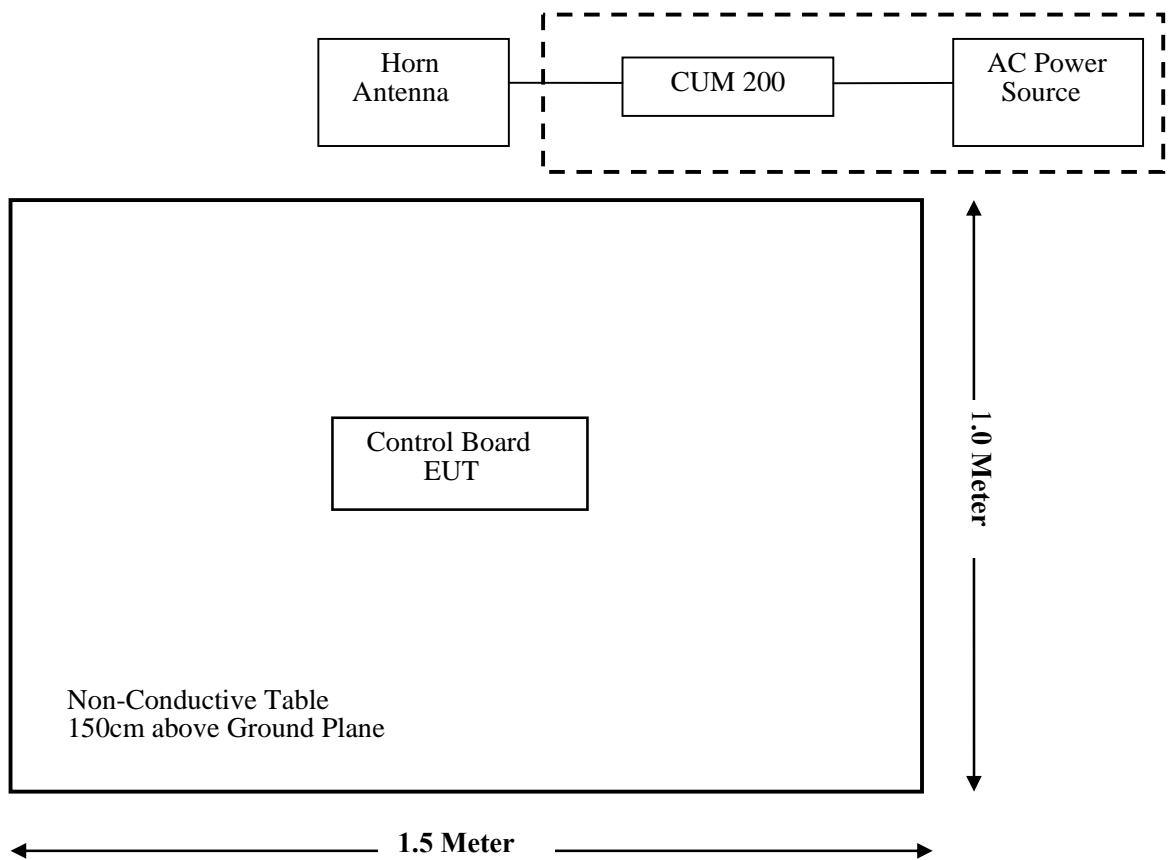 Horn
Antenna
CUM 200
AC Power
Source
Control Board
EUT
1.0 Meter
Non-Conductive Table
150cm above Ground Plane
1.5 Meter